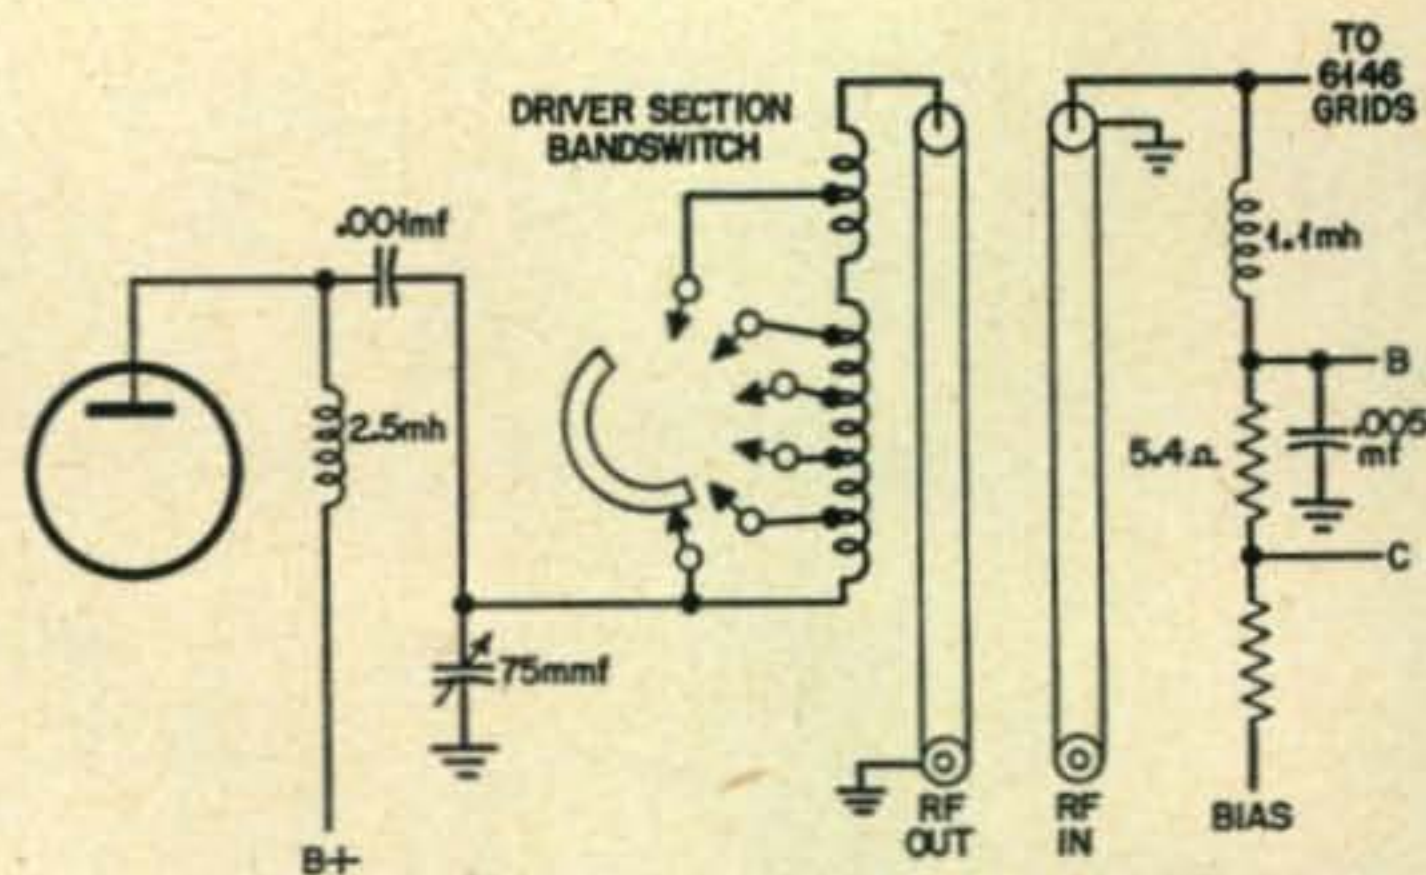 TO
6146
GRIDS
DRIVER SECTION
BANDSWITCH
.001mf
1.1mh
B
2.5mh
5.4Ω
.005
mf
C
75mmf
RF
OUT
RF
IN
BIAS
B+